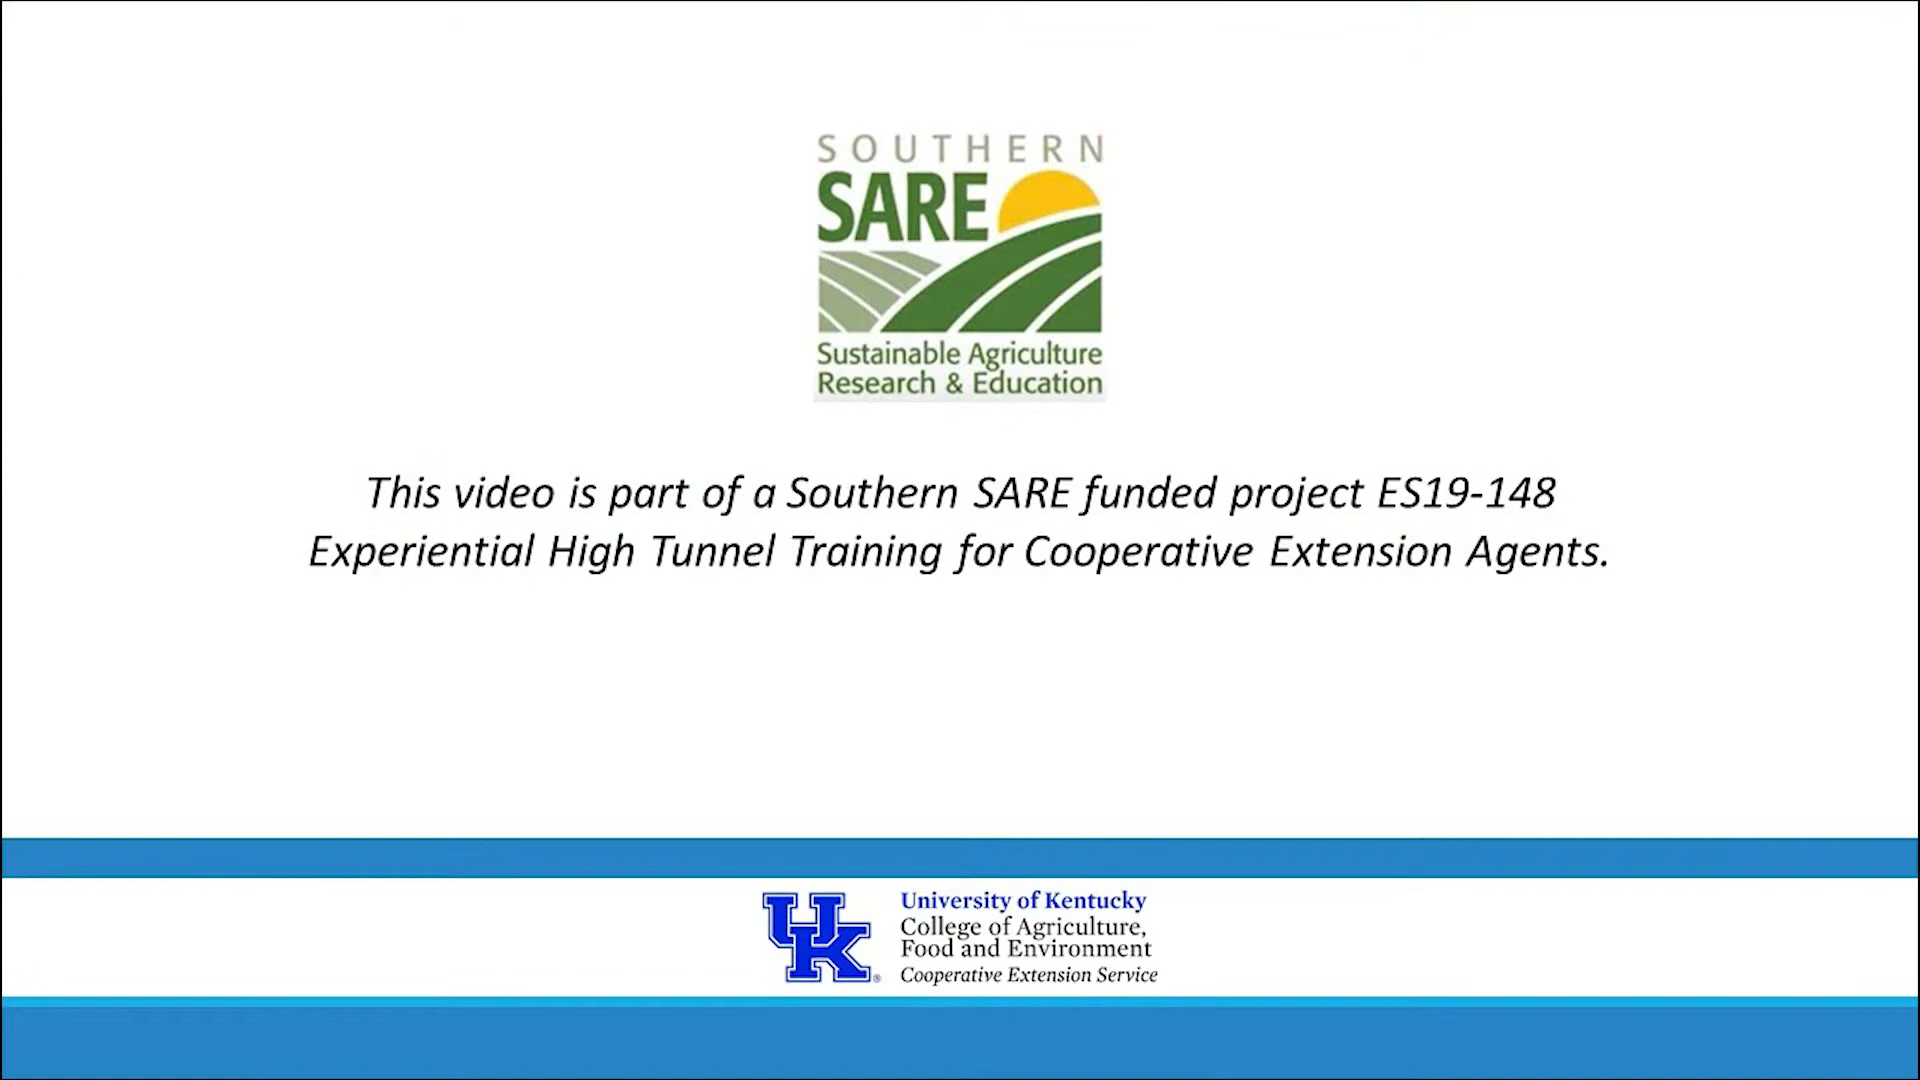 SOUTHERN
SARE
Sustainable Agriculture
Research & Education
This video is part of a Southern SARE funded project ES19-148
Experiential High Tunnel Training for Cooperative Extension Agents.
UK
University of Kentucky
College of Agriculture,
Food and Environment
Cooperative Extension Service